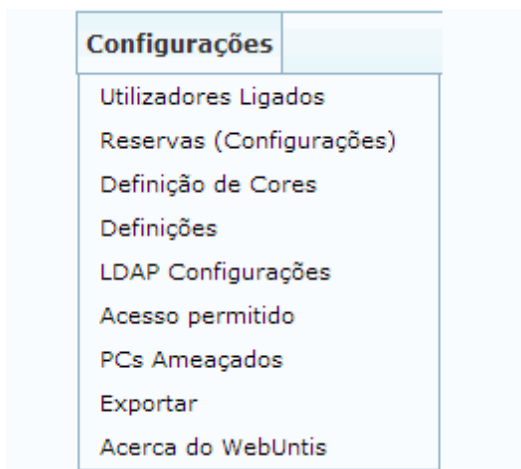 Configurações
Utilizadores Ligados
Reservas (Configurações)
Definição de Cores
Definições
LDAP Configurações
Acesso permitido
PCs Ameaçados
Exportar
Acerca do WebUntis